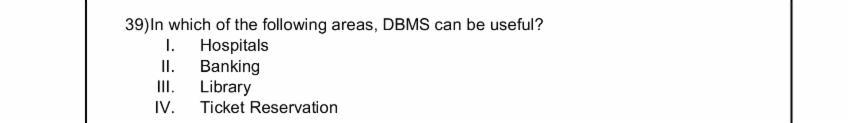 39)In which of the following areas, DBMS can be useful?
I. Hospitals
II. Banking
III. Library
IV. Ticket Reservation